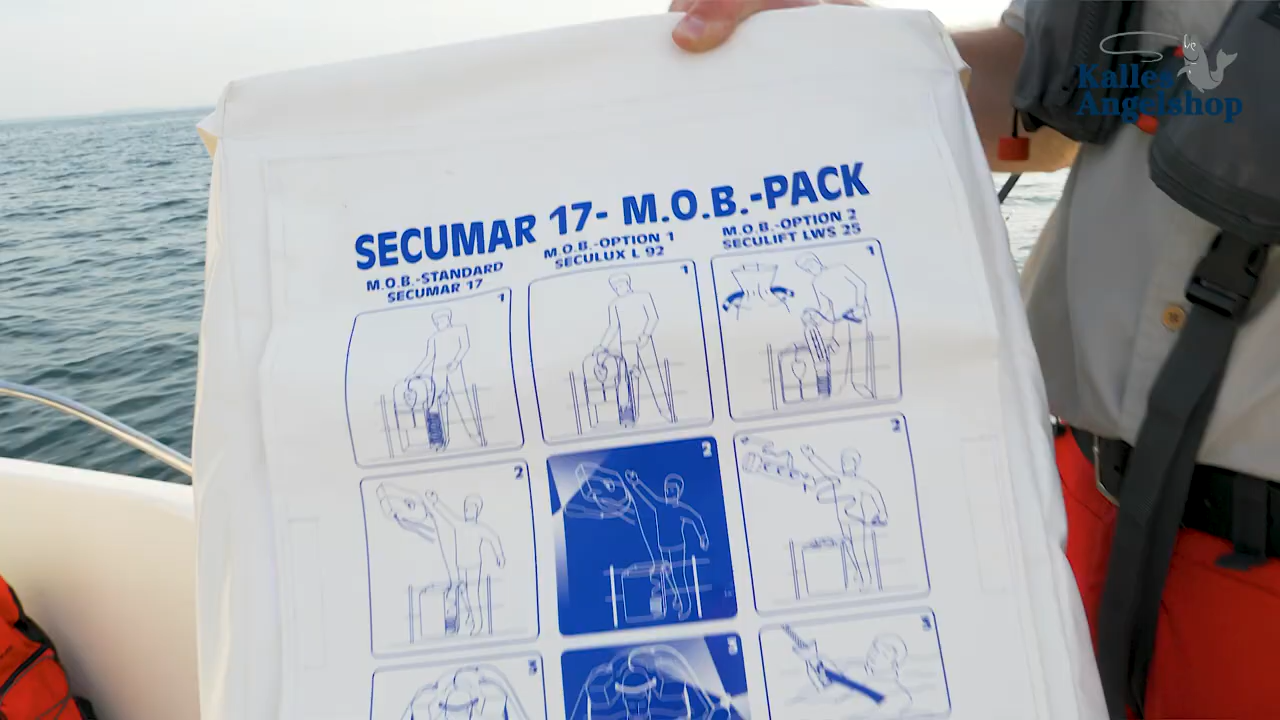 Kalles
Angelshop
SECUMAR 17- M.O.B.-PACK
M.O.B.-STANDARD
SECUMAR 17
M.O.B.-OPTION 1
SECULUX L 92
M.O.B.-OPTION 2
SECULIFT LWS 25
1
1
1
2
2
2
3
3
3